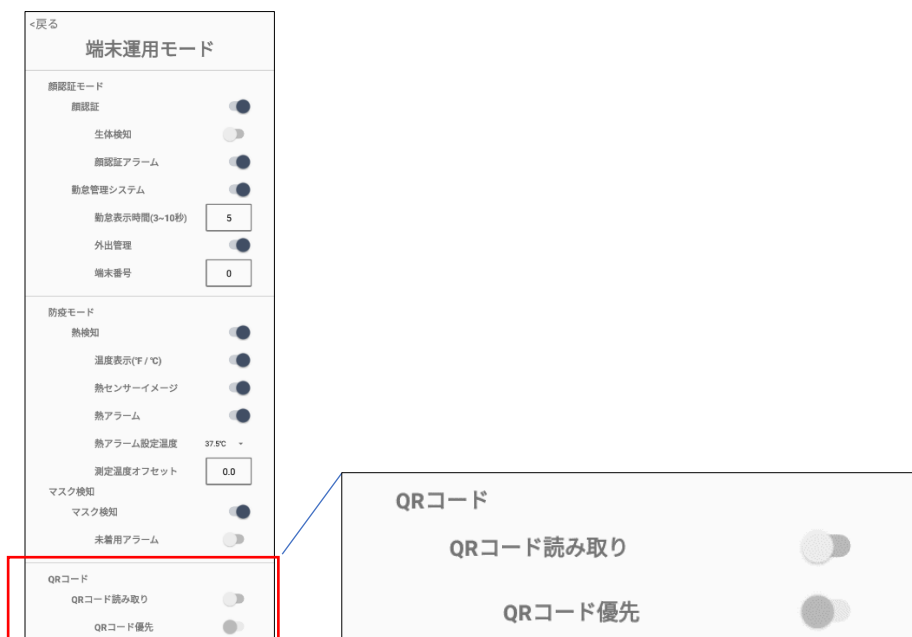 <戻る
端末運用モード
顔認証モード
顔認証
生体検知
顔認証アラーム
勤怠管理システム
勤怠表示時間(3~10秒)
5
外出管理
端末番号
0
防疫モード
熱検知
温度表示(°F / °C)
熱センサーイメージ
熱アラーム
熱アラーム設定温度
37.5°C
測定温度オフセット
0.0
マスク検知
マスク検知
未着用アラーム
QRコード
QRコード読み取り
QRコード優先
QRコード
QRコード読み取り
QRコード優先